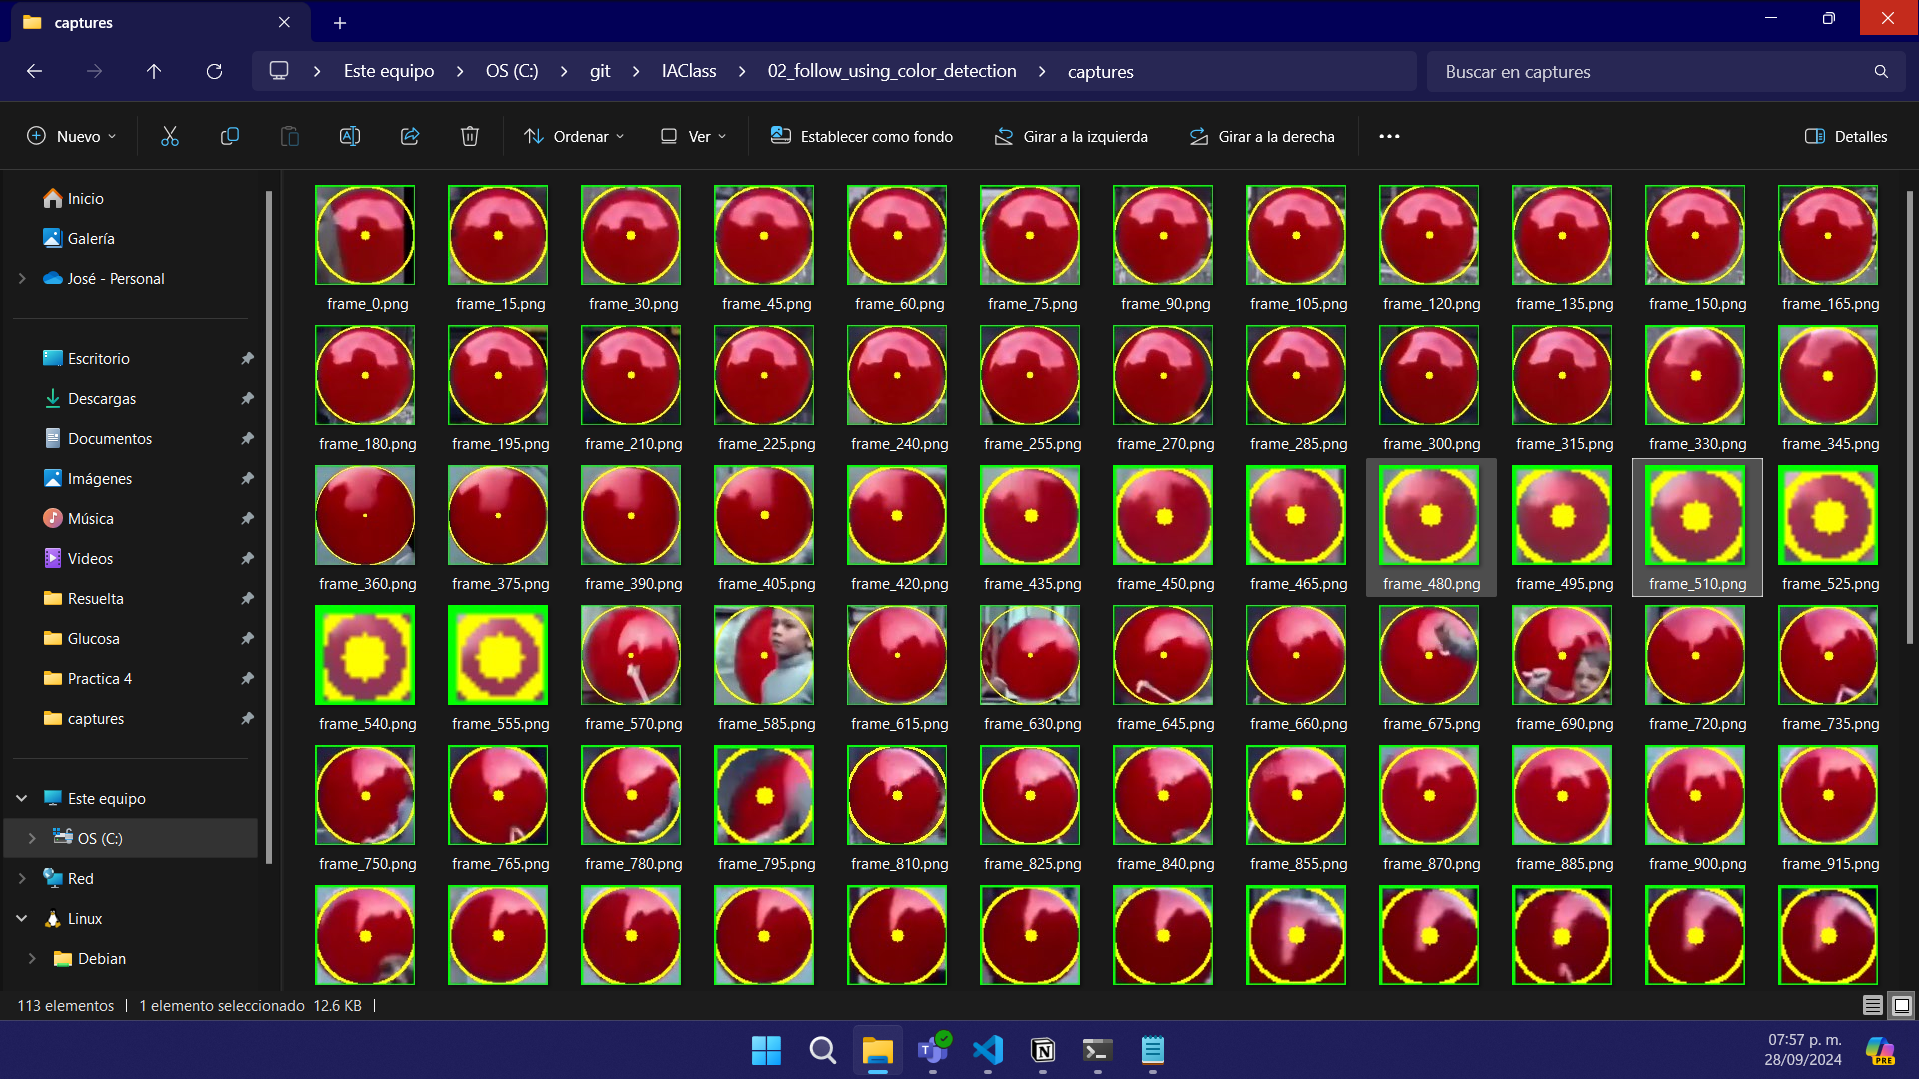 captures
Este equipo > OS (C:) > git > IAClass > 02_follow_using_color_detection > captures
Buscar en captures
Nuevo
Ordenar
Ver
Establecer como fondo
Girar a la izquierda
Girar a la derecha
Detalles
Inicio
Galería
José - Personal
Escritorio
Descargas
Documentos
Imágenes
Música
Videos
Resuelta
Glucosa
Practica 4
captures
Este equipo
OS (C:)
Red
Linux
Debian
frame_0.png frame_15.png frame_30.png frame_45.png frame_60.png frame_75.png frame_90.png frame_105.png frame_120.png frame_135.png frame_150.png frame_165.png
frame_180.png frame_195.png frame_210.png frame_225.png frame_240.png frame_255.png frame_270.png frame_285.png frame_300.png frame_315.png frame_330.png frame_345.png
frame_360.png frame_375.png frame_390.png frame_405.png frame_420.png frame_435.png frame_450.png frame_465.png frame_480.png frame_495.png frame_510.png frame_525.png
frame_540.png frame_555.png frame_570.png frame_585.png frame_615.png frame_630.png frame_645.png frame_660.png frame_675.png frame_690.png frame_720.png frame_735.png
frame_750.png frame_765.png frame_780.png frame_795.png frame_810.png frame_825.png frame_840.png frame_855.png frame_870.png frame_885.png frame_900.png frame_915.png
113 elementos | 1 elemento seleccionado 12.6 KB |
07:57 p. m.
28/09/2024
PRE